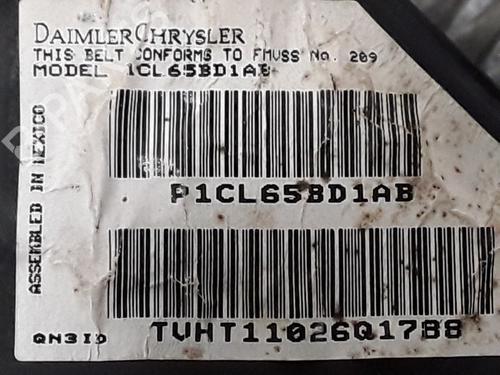 DAIMLERCHRYSLER
THIS BELT CONFORMS TO FMVSS No. 209
MODEL 1CL65BD1AB
ASSEMBLED IN MEXICO
P1CL65BD1AB
TVHT11026Q1788
QN3ID